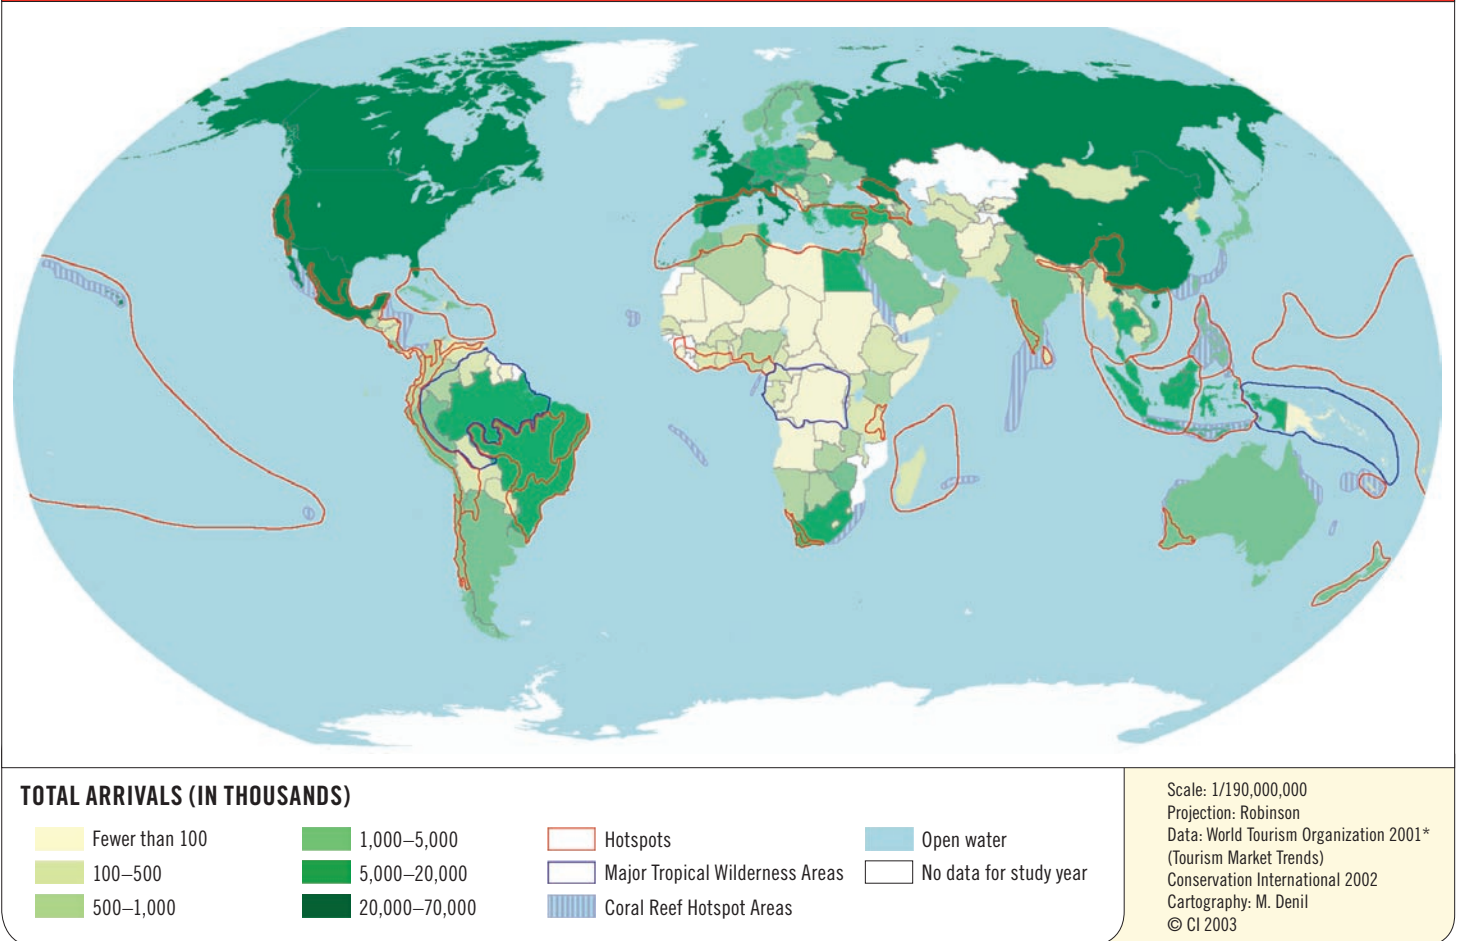 TOTAL ARRIVALS (IN THOUSANDS)
Fewer than 100
100–500
500–1,000
1,000–5,000
5,000–20,000
20,000–70,000
Hotspots
Major Tropical Wilderness Areas
Coral Reef Hotspot Areas
Open water
No data for study year
Scale: 1/190,000,000
Projection: Robinson
Data: World Tourism Organization 2001*
(Tourism Market Trends)
Conservation International 2002
Cartography: M. Denil
© CI 2003